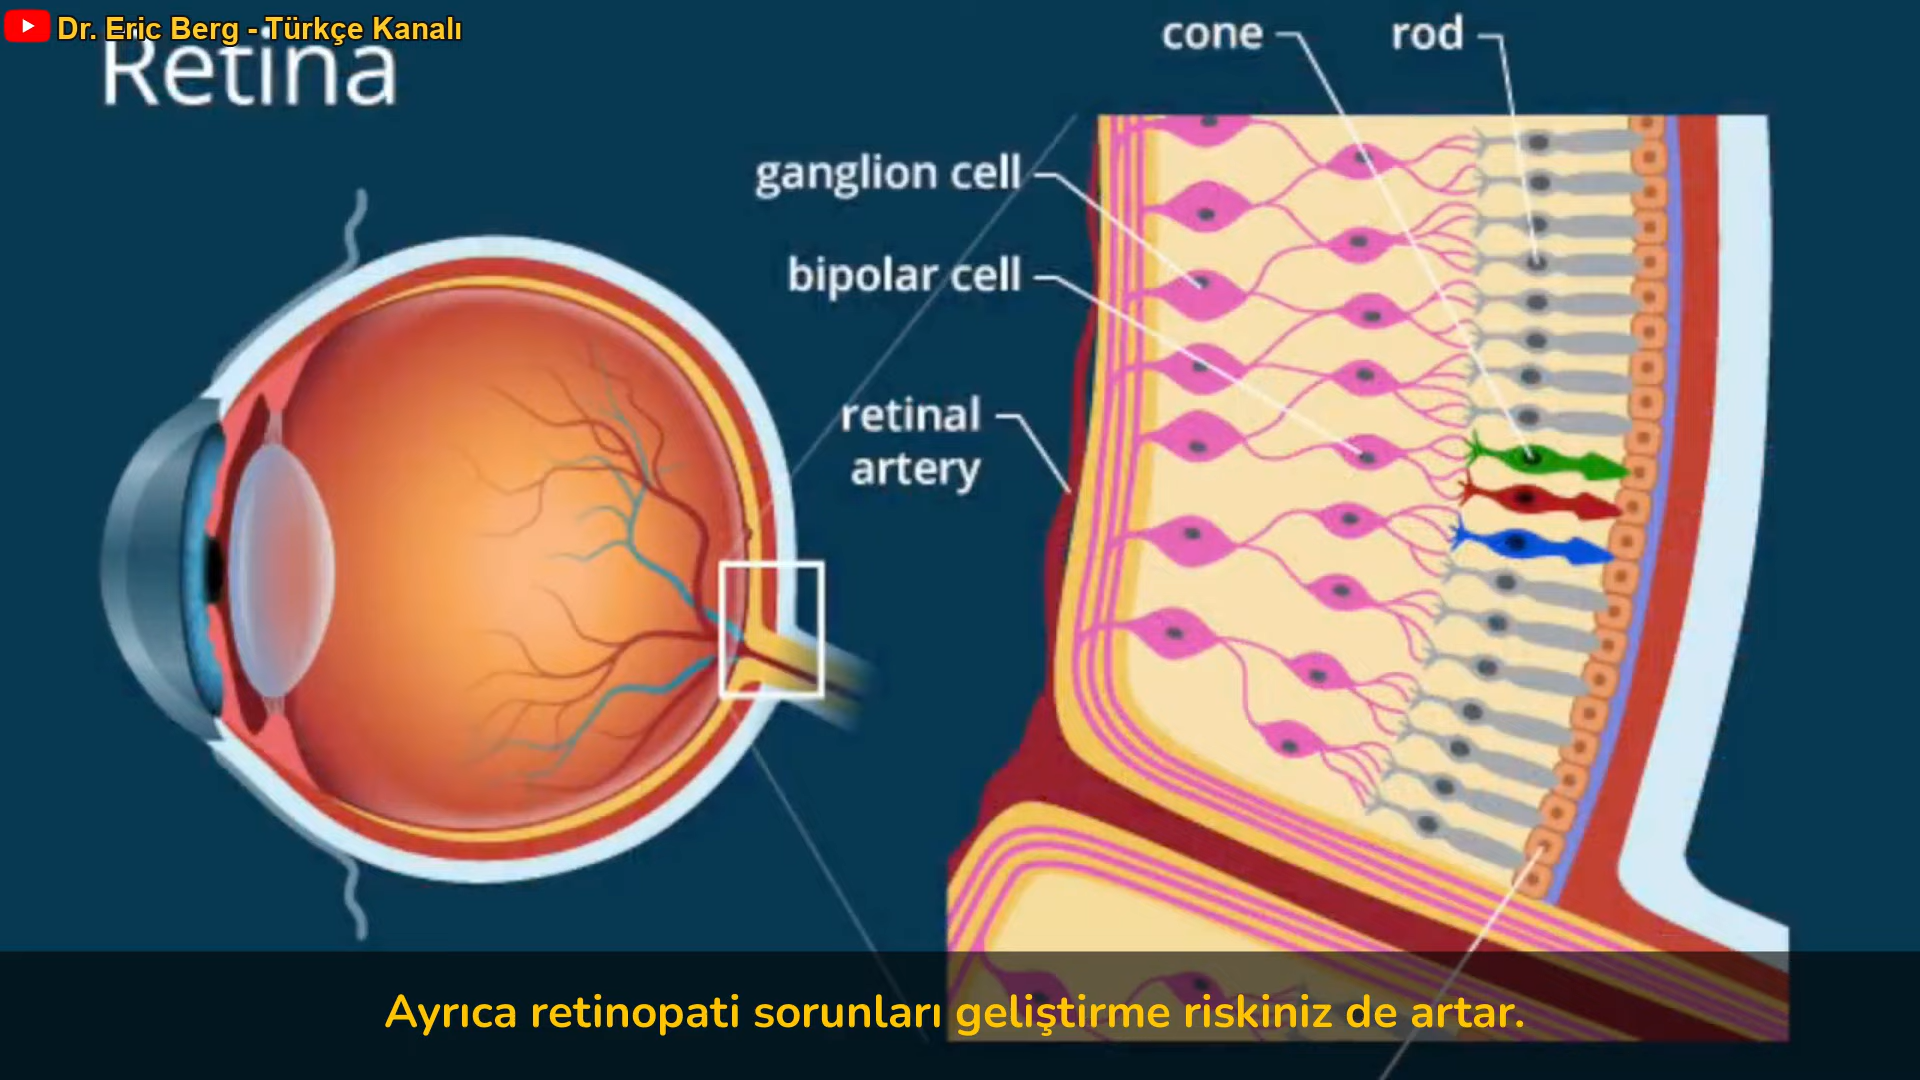 Dr. Eric Berg - Türkçe Kanalı
Retina
cone
rod
ganglion cell
bipolar cell
retinal
artery
Ayrıca retinopati sorunları geliştirme riskiniz de artar.